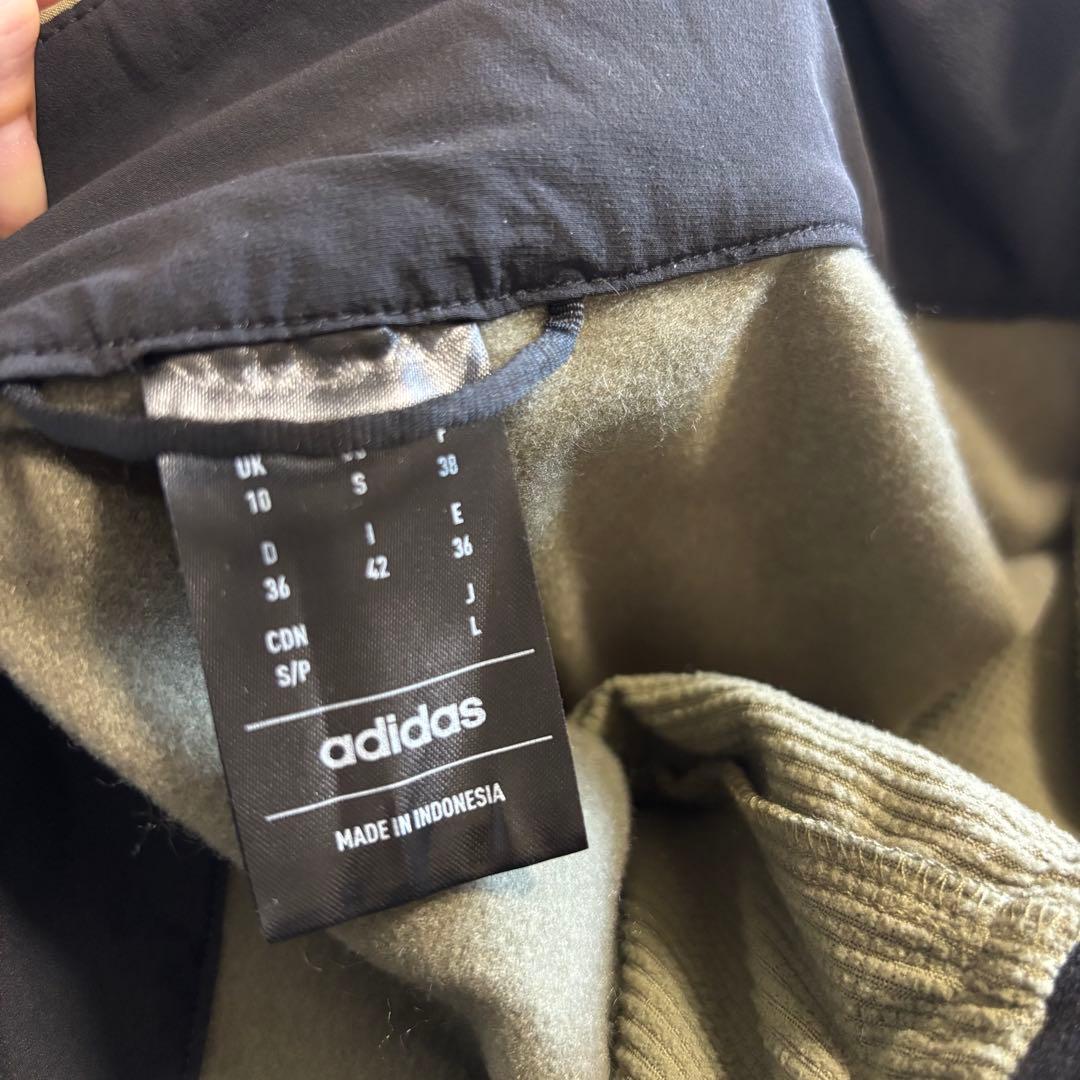 UK F
10 S 38
D I E
36 42 36
CDN J
S/P L
adidas
MADE IN INDONESIA